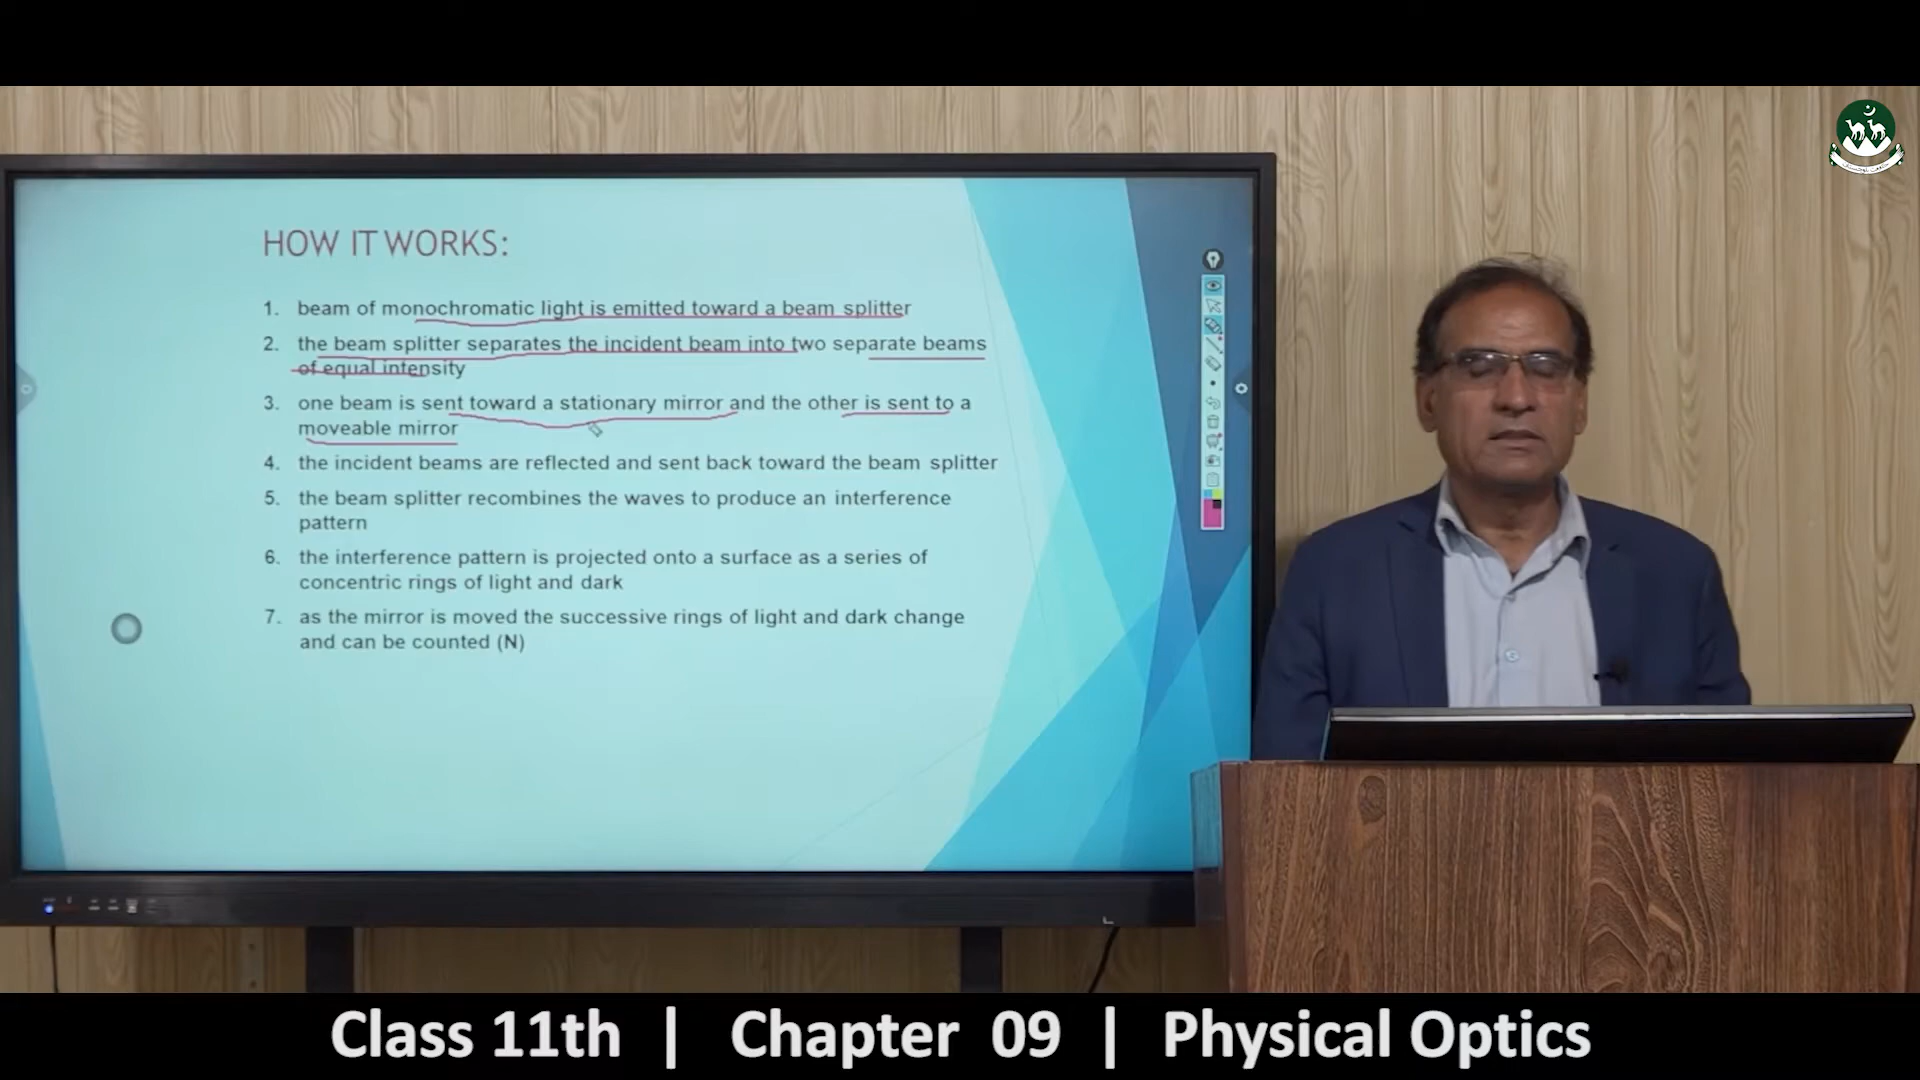 HOW IT WORKS:
1. beam of monochromatic light is emitted toward a beam splitter
2. the beam splitter separates the incident beam into two separate beams
of equal intensity
3. one beam is sent toward a stationary mirror and the other is sent to a
moveable mirror
4. the incident beams are reflected and sent back toward the beam splitter
5. the beam splitter recombines the waves to produce an interference
pattern
6. the interference pattern is projected onto a surface as a series of
concentric rings of light and dark
7. as the mirror is moved the successive rings of light and dark change
and can be counted (N)
Class 11th | Chapter 09 | Physical Optics